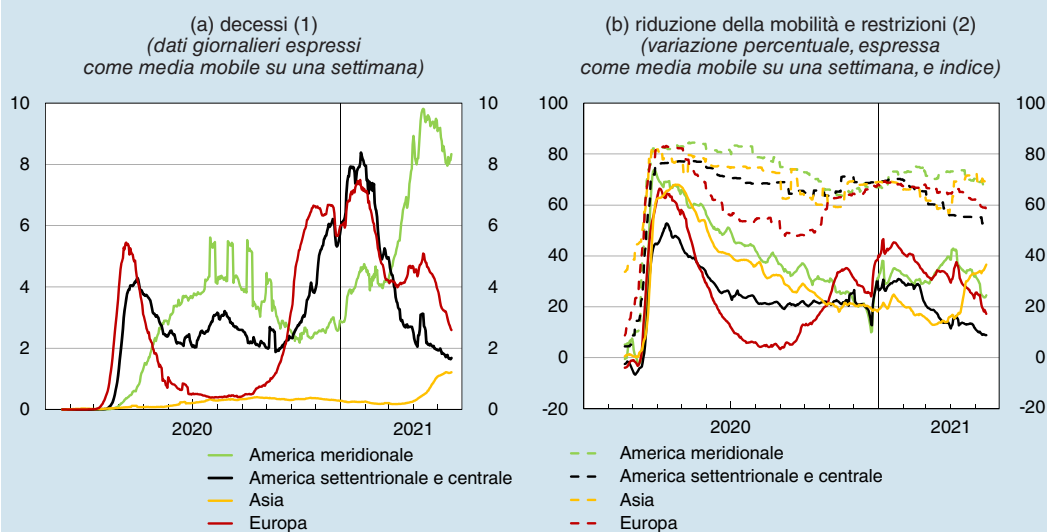 (a) decessi (1)
(dati giornalieri espressi
come media mobile su una settimana)
10 10
8 8
6 6
4 4
2 2
0 0
2020 2021
America meridionale
America settentrionale e centrale
Asia
Europa
(b) riduzione della mobilità e restrizioni (2)
(variazione percentuale, espressa
come media mobile su una settimana, e indice)
100 100
80 80
60 60
40 40
20 20
0 0
-20 -20
2020 2021
America meridionale
America settentrionale e centrale
Asia
Europa